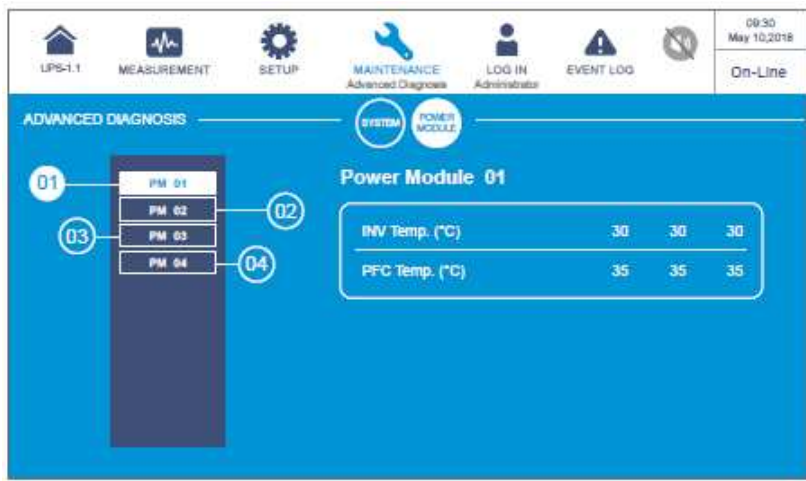 UPS-1.1
MEASUREMENT
SETUP
MAINTENANCE
Advanced Diagnosis
LOG IN
Administrator
EVENT LOG
09:30
May 10,2018
On-Line
ADVANCED DIAGNOSIS
SYSTEM
POWER MODULE
01
PM 01
PM 02
02
03
PM 03
PM 04
04
Power Module 01
INV Temp. (°C) 30 30 30
PFC Temp. (°C) 35 35 35